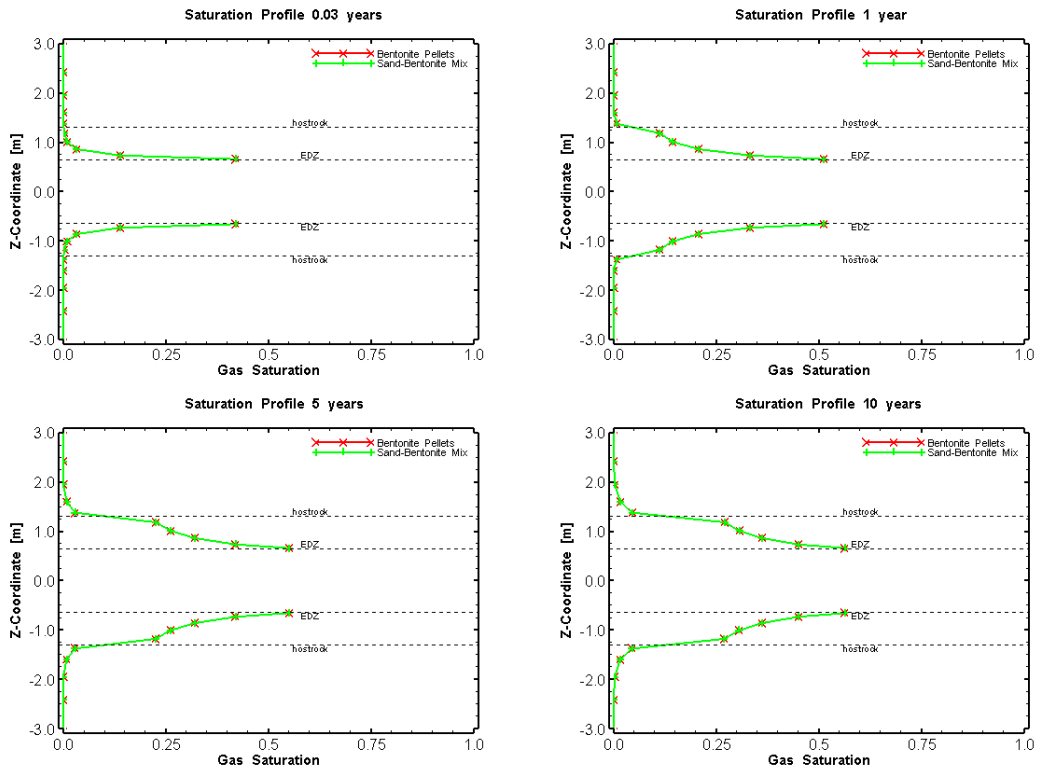 Saturation Profile 0.03 years
3.0
Bentonite Pellets
Sand-Bentonite Mix
2.0
hostrock
1.0
EDZ
0.0
Z-Coordinate [m]
-1.0
EDZ
hostrock
-2.0
-3.0
0.0 0.25 0.5 0.75 1.0
Gas Saturation
Saturation Profile 1 year
3.0
Bentonite Pellets
Sand-Bentonite Mix
2.0
hostrock
1.0
EDZ
0.0
Z-Coordinate [m]
-1.0
EDZ
hostrock
-2.0
-3.0
0.0 0.25 0.5 0.75 1.0
Gas Saturation
Saturation Profile 5 years
3.0
Bentonite Pellets
Sand-Bentonite Mix
2.0
hostrock
1.0
EDZ
0.0
Z-Coordinate [m]
-1.0
EDZ
hostrock
-2.0
-3.0
0.0 0.25 0.5 0.75 1.0
Gas Saturation
Saturation Profile 10 years
3.0
Bentonite Pellets
Sand-Bentonite Mix
2.0
hostrock
1.0
EDZ
0.0
Z-Coordinate [m]
-1.0
EDZ
hostrock
-2.0
-3.0
0.0 0.25 0.5 0.75 1.0
Gas Saturation